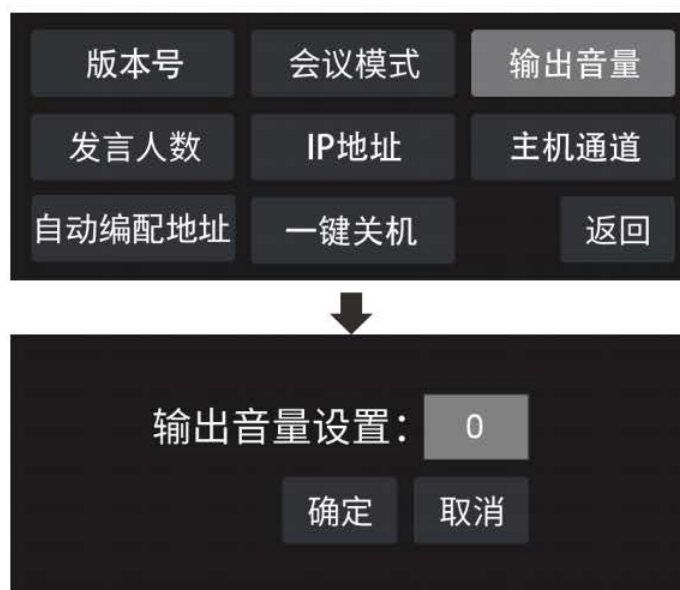 版本号 会议模式 输出音量
发言人数 IP地址 主机通道
自动编配地址 一键关机 返回
输出音量设置： 0
确定 取消